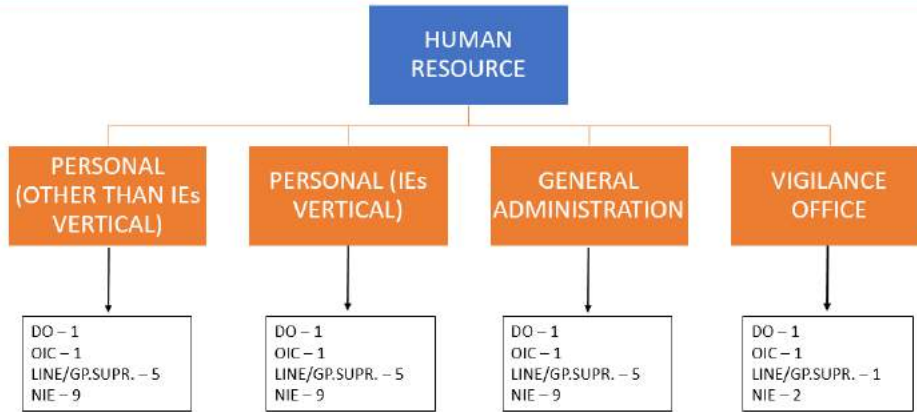 HUMAN
RESOURCE
PERSONAL
(OTHER THAN IEs
VERTICAL)
PERSONAL (IEs
VERTICAL)
GENERAL
ADMINISTRATION
VIGILANCE
OFFICE
DO – 1
OIC – 1
LINE/GP.SUPR. – 5
NIE – 9
DO – 1
OIC – 1
LINE/GP.SUPR. – 5
NIE – 9
DO – 1
OIC – 1
LINE/GP.SUPR. – 5
NIE – 9
DO – 1
OIC – 1
LINE/GP.SUPR. – 1
NIE – 2